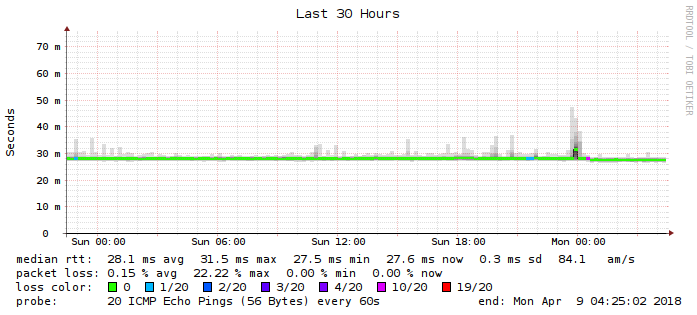 Last 30 Hours
RRDTOOL / TOBI OETIKER
Seconds
70 m
60 m
50 m
40 m
30 m
20 m
10 m
0
Sun 00:00 Sun 06:00 Sun 12:00 Sun 18:00 Mon 00:00
median rtt: 28.1 ms avg 31.5 ms max 27.5 ms min 27.6 ms now 0.3 ms sd 84.1 am/s
packet loss: 0.15 % avg 22.22 % max 0.00 % min 0.00 % now
loss color: 0 1/20 2/20 3/20 4/20 10/20 19/20
probe: 20 ICMP Echo Pings (56 Bytes) every 60s end: Mon Apr 9 04:25:02 2018